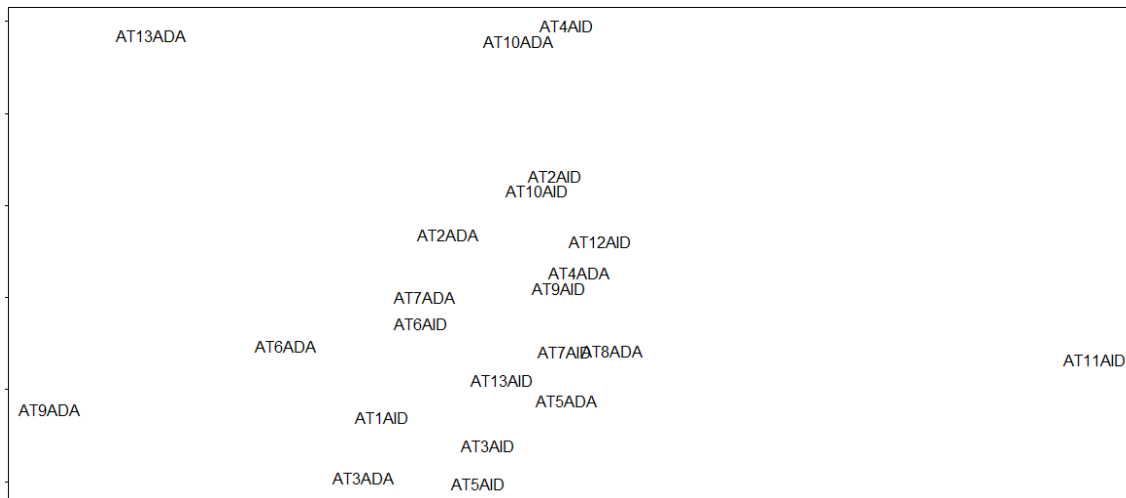 AT4AID
AT13ADA
AT10ADA
AT2AID
AT10AID
AT2ADA
AT12AID
AT4ADA
AT9AID
AT7ADA
AT6AID
AT6ADA
AT7AID
AT8ADA
AT11AID
AT13AID
AT5ADA
AT9ADA
AT1AID
AT3AID
AT3ADA
AT5AID